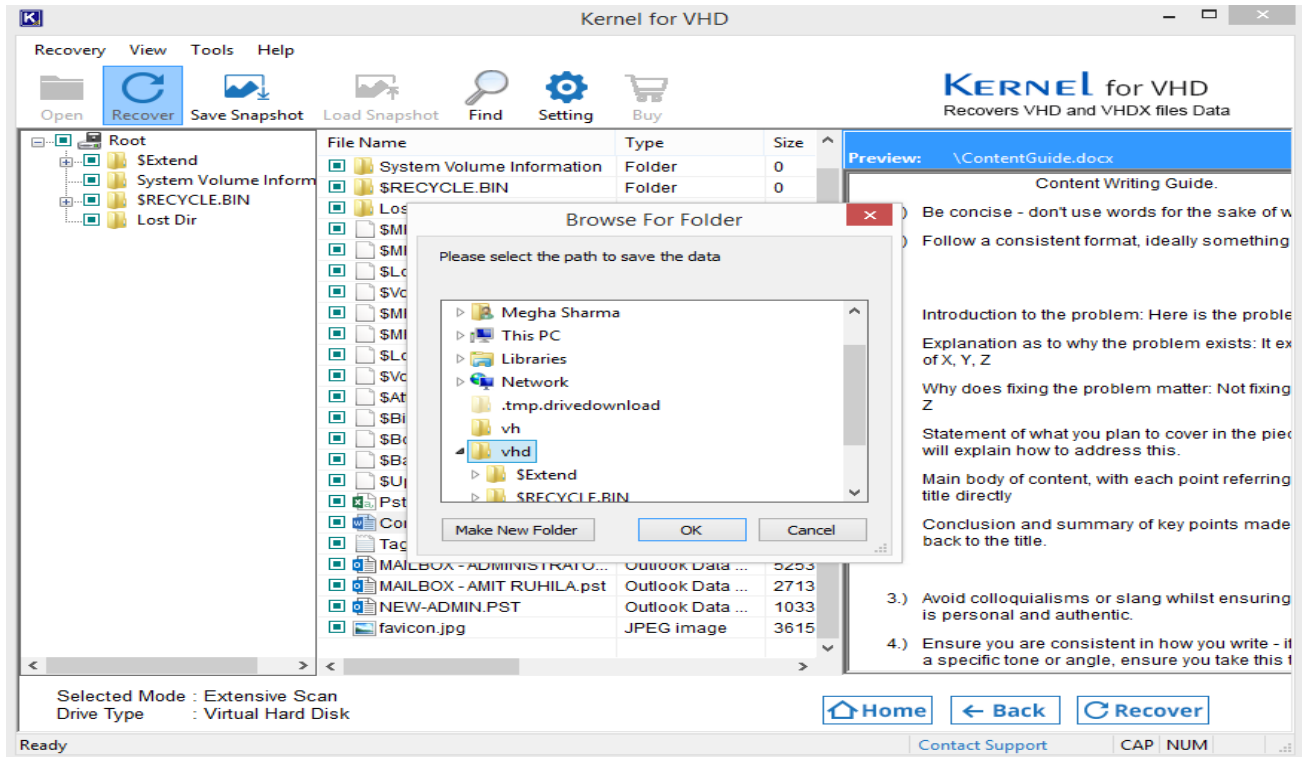 Kernel for VHD
Recovery View Tools Help
Open Recover Save Snapshot Load Snapshot Find Setting Buy
KERNEL for VHD
Recovers VHD and VHDX files Data
Root
$Extend
System Volume Inform
$RECYCLE.BIN
Lost Dir
File Name Type Size
System Volume Information Folder 0
$RECYCLE.BIN Folder 0
Los
$MI
$MI
$Lo
$Vo
$MI
$MI
$Lo
$Vo
$Att
$Bi
$Bo
$Ba
$Up
Pst
Co
Tag
MAILBOX - ADMINISTRATO... Outlook Data ... 5253
MAILBOX - AMIT RUHILA.pst Outlook Data ... 2713
NEW-ADMIN.PST Outlook Data ... 1033
favicon.jpg JPEG image 3615
Browse For Folder
Please select the path to save the data
Megha Sharma
This PC
Libraries
Network
.tmp.drivedownload
vh
vhd
$Extend
$RECYCLE.BIN
Make New Folder OK Cancel
Preview: \ContentGuide.docx
Content Writing Guide.
) Be concise - don't use words for the sake of w
) Follow a consistent format, ideally something
Introduction to the problem: Here is the proble
Explanation as to why the problem exists: It ex
of X, Y, Z
Why does fixing the problem matter: Not fixing
Z
Statement of what you plan to cover in the piec
will explain how to address this.
Main body of content, with each point referring
title directly
Conclusion and summary of key points made
back to the title.
3.) Avoid colloquialisms or slang whilst ensuring
is personal and authentic.
4.) Ensure you are consistent in how you write - if
a specific tone or angle, ensure you take this t
Selected Mode : Extensive Scan
Drive Type : Virtual Hard Disk
Home Back Recover
Ready Contact Support CAP NUM